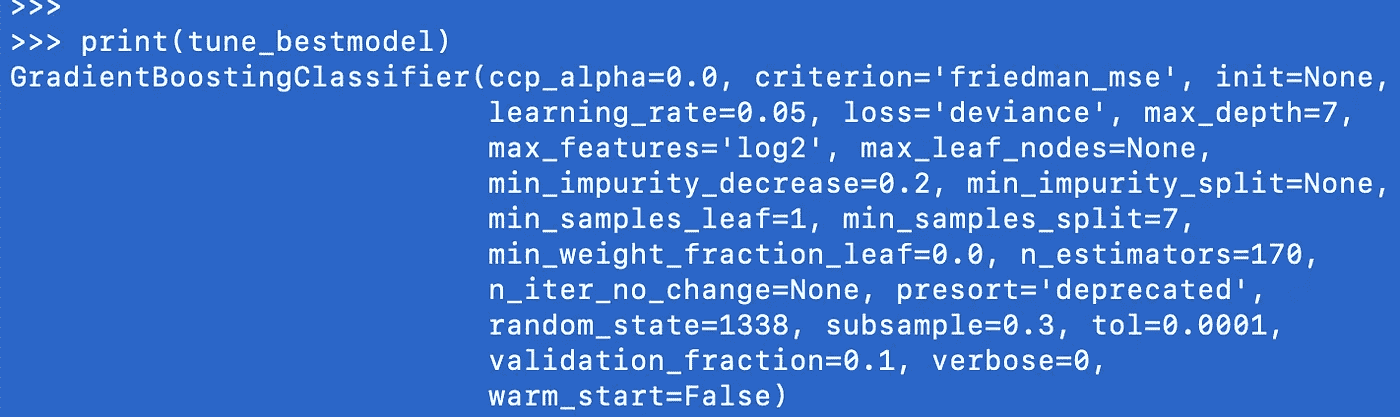 >>>
>>> print(tune_bestmodel)
GradientBoostingClassifier(ccp_alpha=0.0, criterion='friedman_mse', init=None,
learning_rate=0.05, loss='deviance', max_depth=7,
max_features='log2', max_leaf_nodes=None,
min_impurity_decrease=0.2, min_impurity_split=None,
min_samples_leaf=1, min_samples_split=7,
min_weight_fraction_leaf=0.0, n_estimators=170,
n_iter_no_change=None, presort='deprecated',
random_state=1338, subsample=0.3, tol=0.0001,
validation_fraction=0.1, verbose=0,
warm_start=False)